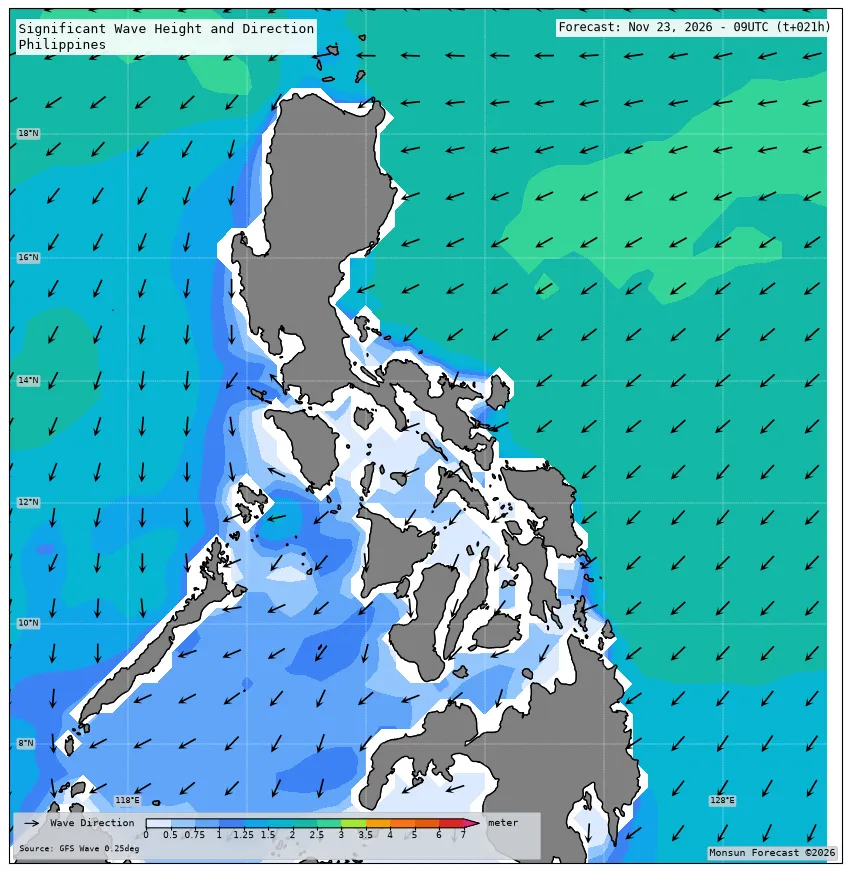 Significant Wave Height and Direction
Philippines
Forecast: Nov 23, 2026 - 09UTC (t+021h)
18°N
16°N
14°N
12°N
10°N
8°N
118°E
128°E
Wave Direction
0 0.5 0.75 1 1.25 1.5 2 2.5 3 3.5 4 5 6 7
meter
Source: GFS Wave 0.25deg
Monsun Forecast ©2026